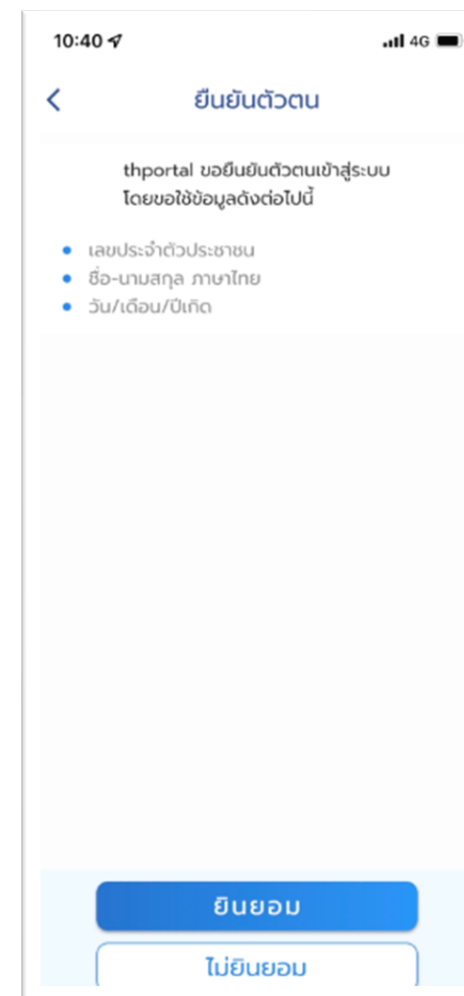 10:40
4G
ยืนยันตัวตน
thportal ขอยืนยันตัวตนเข้าสู่ระบบ
โดยขอใช้ข้อมูลดังต่อไปนี้
เลขประจำตัวประชาชน
ชื่อ-นามสกุล ภาษาไทย
วัน/เดือน/ปีเกิด
ยินยอม
ไม่ยินยอม